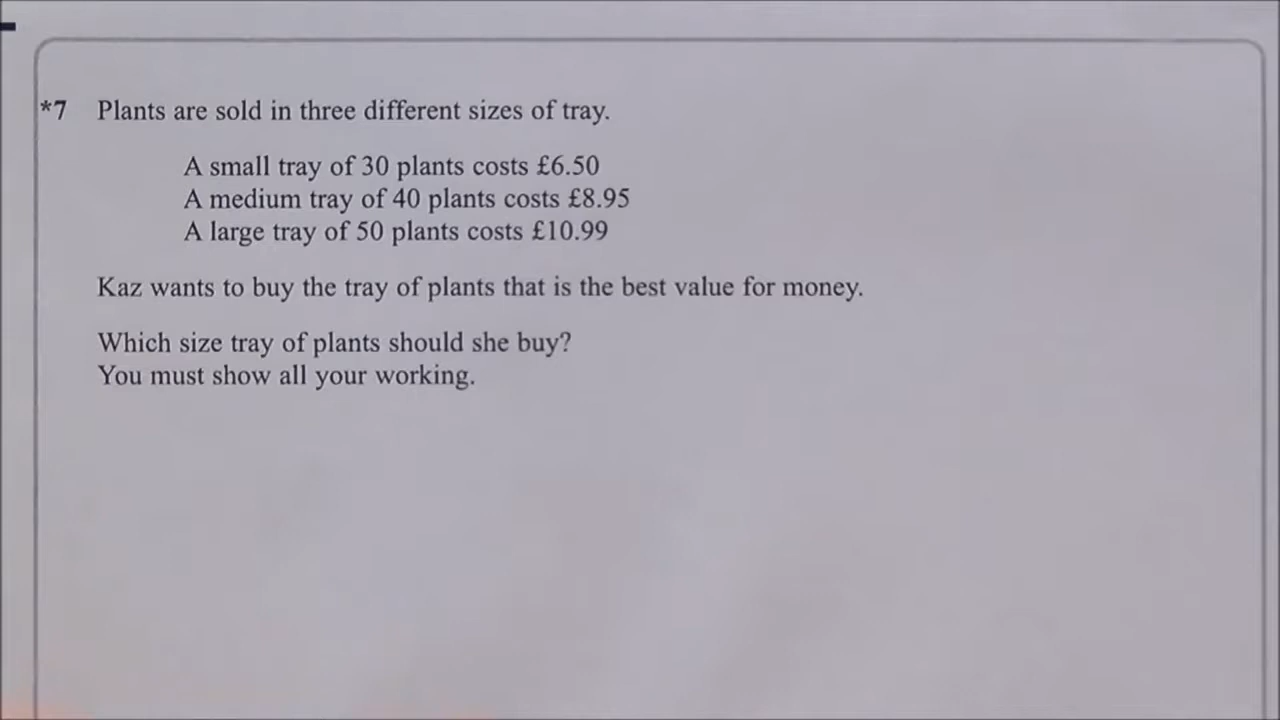 *7 Plants are sold in three different sizes of tray.
A small tray of 30 plants costs £6.50
A medium tray of 40 plants costs £8.95
A large tray of 50 plants costs £10.99
Kaz wants to buy the tray of plants that is the best value for money.
Which size tray of plants should she buy?
You must show all your working.